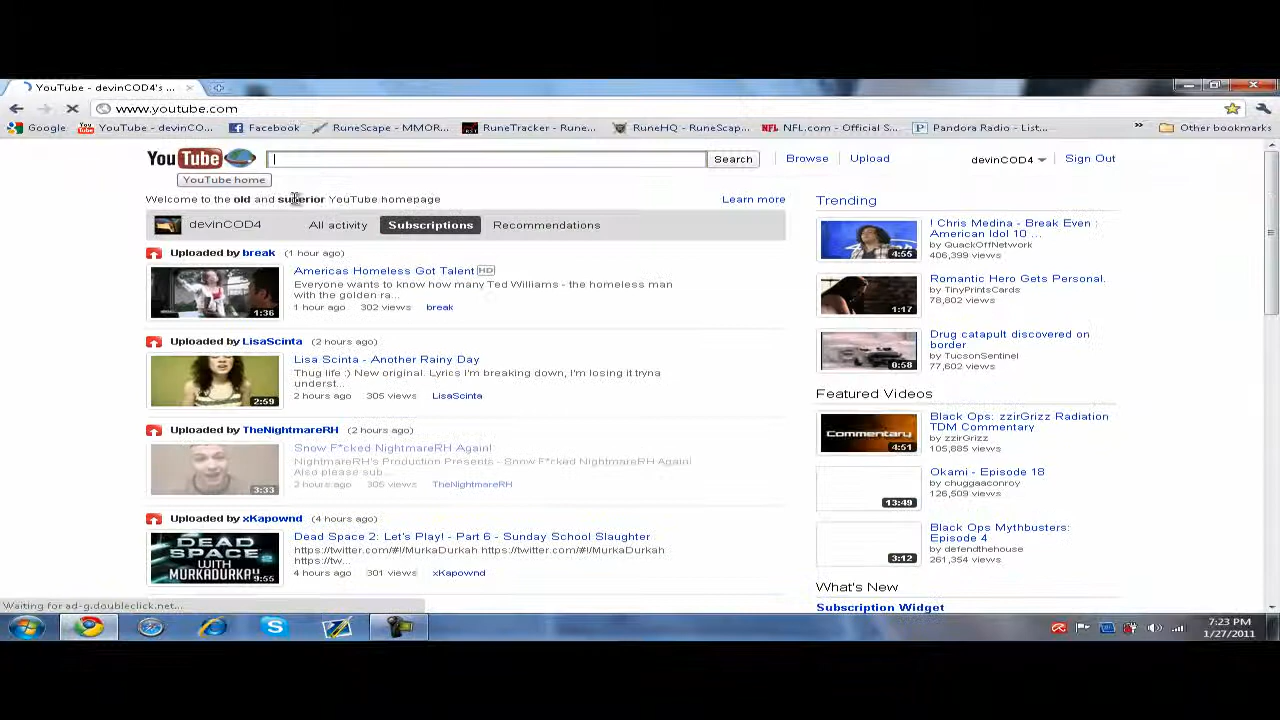 YouTube - devinCOD4's ...
www.youtube.com
Google YouTube - devinCO... Facebook RuneScape - MMOR... RuneTracker - Rune... RuneHQ - RuneScap... NFL.com - Official S... Pandora Radio - List... » Other bookmarks
YouTube Search Browse Upload devinCOD4 Sign Out
YouTube home
Welcome to the old and superior YouTube homepage Learn more
devinCOD4 All activity Subscriptions Recommendations
Uploaded by break (1 hour ago)
Americas Homeless Got Talent HD
Everyone wants to know how many Ted Williams - the homeless man
with the golden ra...
1 hour ago 302 views break
1:36
Uploaded by LisaScinta (2 hours ago)
Lisa Scinta - Another Rainy Day
Thug life :) New original. Lyrics I'm breaking down, I'm losing it tryna
underst...
2 hours ago 305 views LisaScinta
2:59
Uploaded by TheNightmareRH (2 hours ago)
Snow F*cked NightmareRH Again!
NightmareRH's Production Presents - Snow F*cked NightmareRH Again!
Also please sub...
2 hours ago 305 views TheNightmareRH
3:33
Uploaded by xKapownd (4 hours ago)
Dead Space 2: Let's Play! - Part 6 - Sunday School Slaughter
https://twitter.com/#!/MurkaDurkah https://twitter.com/#!/MurkaDurkah
https://tw...
4 hours ago 301 views xKapownd
DEAD
SPACE
WITH
MURKADURKAH
9:55
Trending
I Chris Medina - Break Even :
American Idol 10 ...
by QuackOffNetwork
406,399 views
4:55
Romantic Hero Gets Personal.
by TinyPrintsCards
78,602 views
1:17
Drug catapult discovered on
border
by TucsonSentinel
77,602 views
0:58
Featured Videos
Black Ops: zzirGrizz Radiation
TDM Commentary
by zzirGrizz
105,685 views
Commentary
4:51
Okami - Episode 18
by chuggaaconroy
126,509 views
13:49
Black Ops Mythbusters:
Episode 4
by defendthehouse
261,354 views
3:12
What's New
Subscription Widget
Waiting for ad-g.doubleclick.net...
7:23 PM
1/27/2011